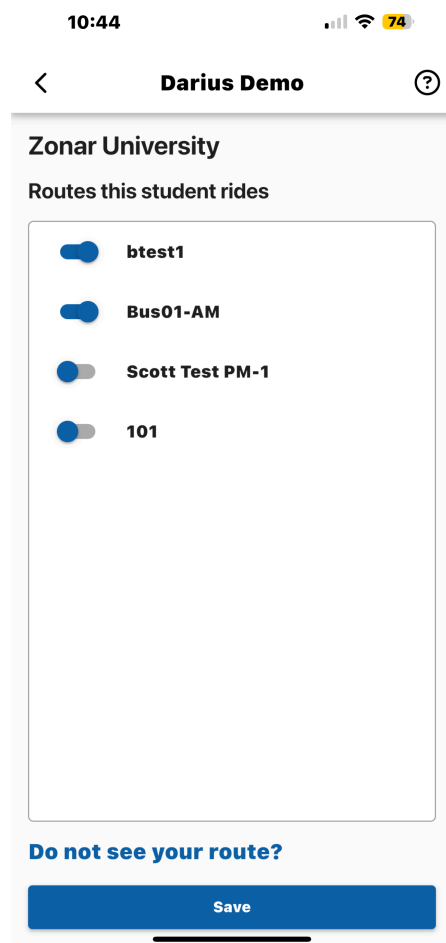 10:44
74
Darius Demo
Zonar University
Routes this student rides
btest1
Bus01-AM
Scott Test PM-1
101
Do not see your route?
Save